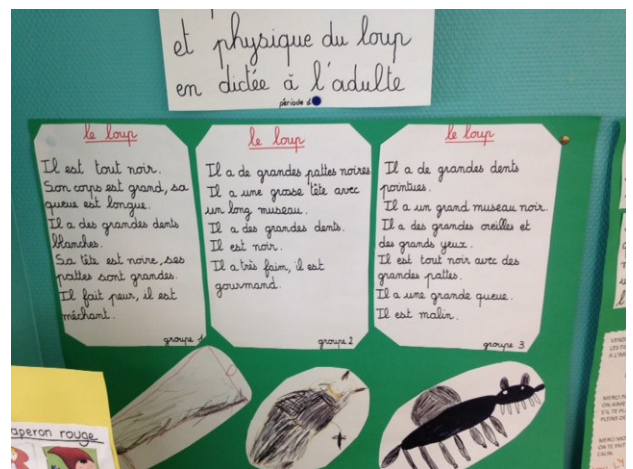 et physique du loup
en dictée à l'adulte
période
le loup
Il est tout noir.
Son corps est grand, sa
queue est longue.
Il a des grandes dents
blanches.
Sa tête est noire, ses
pattes sont grandes.
Il fait peur, il est
méchant.
groupe 1
le loup
Il a de grandes pattes noires.
Il a une grosse tête avec
un long museau.
Il a des grandes dents.
Il est noir.
Il a très faim, il est
gourmand.
groupe 2
le loup
Il a de grandes dents
pointues.
Il a un grand museau noir.
Il a des grandes oreilles et
des grands yeux.
Il est tout noir avec des
grandes pattes.
Il a une grande queue.
Il est malin.
groupe 3
aperon rouge